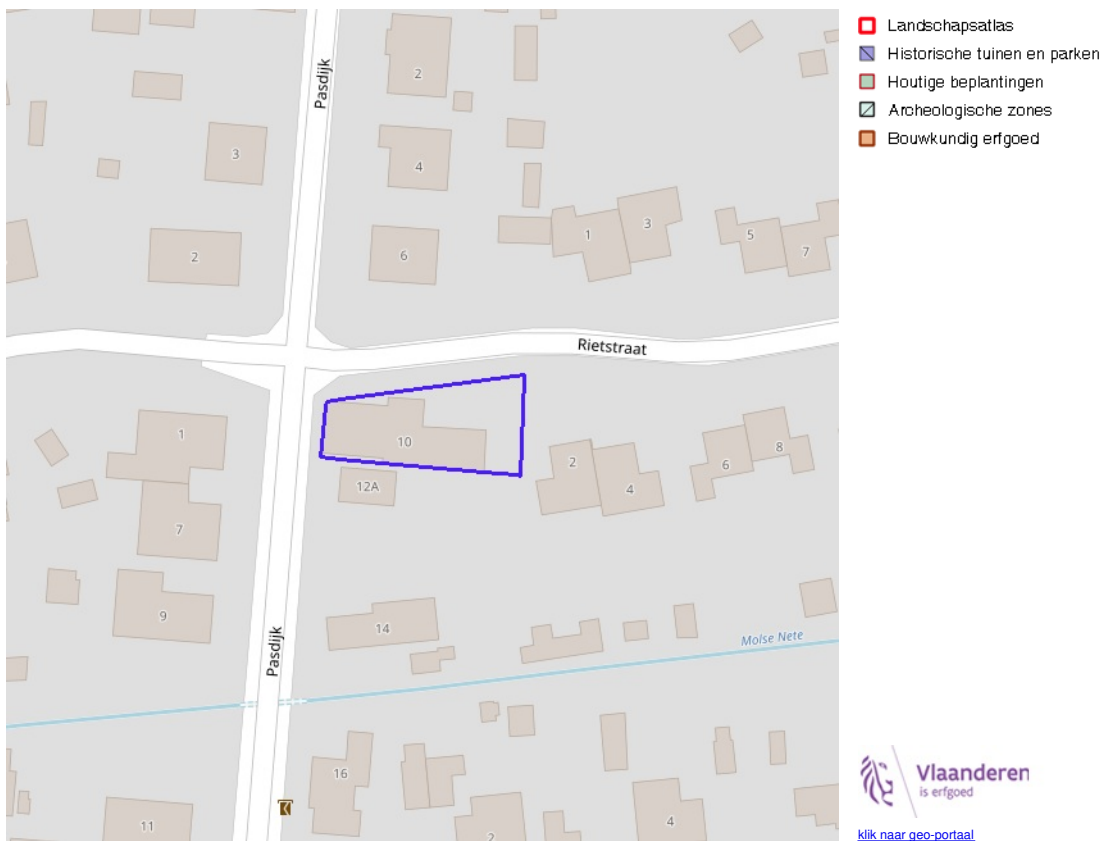 Landschapsatlas
Historische tuinen en parken
Houtige beplantingen
Archeologische zones
Bouwkundig erfgoed
Pasdijk
2
3
4
2
6
1
3
5
7
Rietstraat
1
10
2
4
6
8
12A
7
9
14
Molse Nete
Pasdijk
16
11
2
4
Vlaanderen
is erfgoed
klik naar geo-portaal